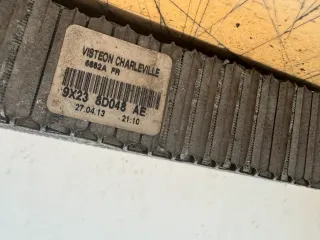 VISTEON CHARLEVILLE
6682A FR
9X23 8D048 AE
27.04.13 21:10